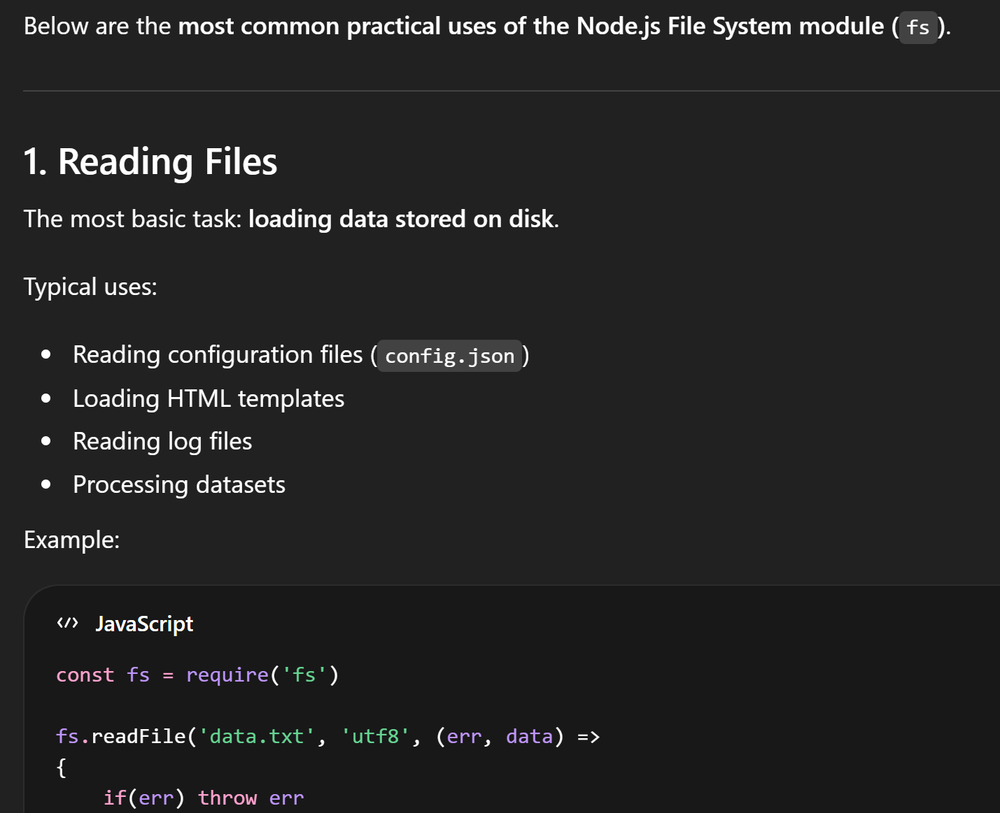 Below are the most common practical uses of the Node.js File System module (fs).
1. Reading Files
The most basic task: loading data stored on disk.
Typical uses:
• Reading configuration files (config.json)
• Loading HTML templates
• Reading log files
• Processing datasets
Example:
</> JavaScript
const fs = require('fs')
fs.readFile('data.txt', 'utf8', (err, data) =>
{
    if(err) throw err